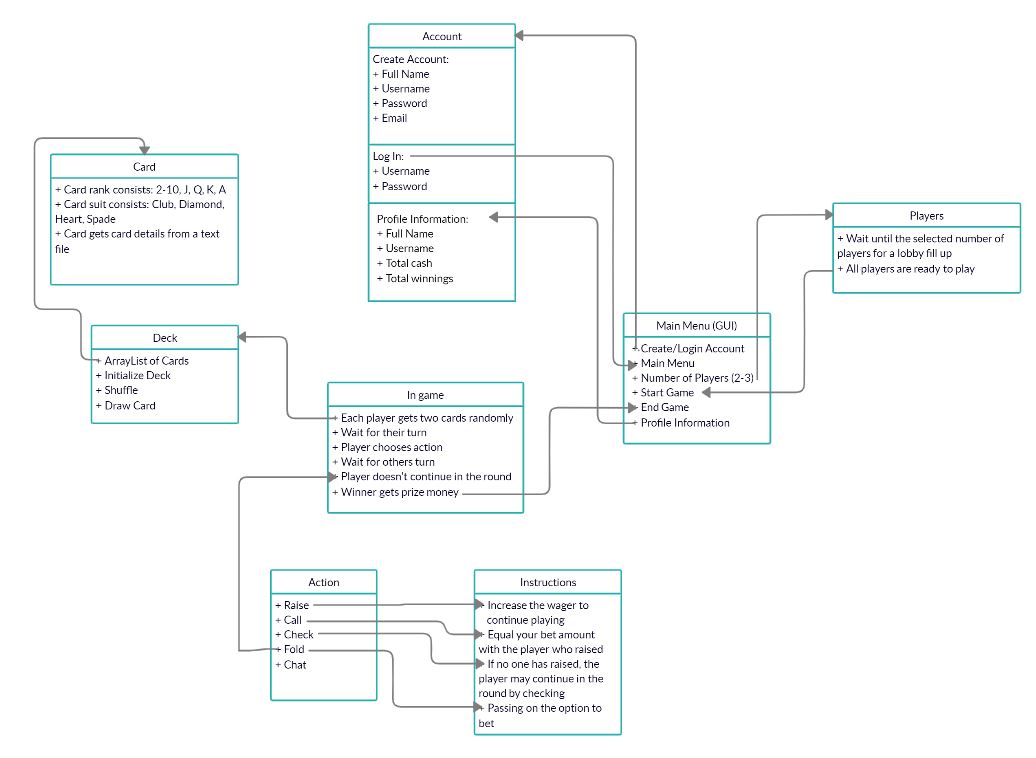 Account
Create Account:
+ Full Name
+ Username
+ Password
+ Email
Log In:
+ Username
+ Password
Profile Information:
+ Full Name
+ Username
+ Total cash
+ Total winnings
Card
+ Card rank consists: 2-10, J, Q, K, A
+ Card suit consists: Club, Diamond,
Heart, Spade
+ Card gets card details from a text
file
Players
+ Wait until the selected number of
players for a lobby fill up
+ All players are ready to play
Deck
+ ArrayList of Cards
+ Initialize Deck
+ Shuffle
+ Draw Card
Main Menu (GUI)
+ Create/Login Account
+ Main Menu
+ Number of Players (2-3)
+ Start Game
+ End Game
+ Profile Information
In game
+ Each player gets two cards randomly
+ Wait for their turn
+ Player chooses action
+ Wait for others turn
+ Player doesn't continue in the round
+ Winner gets prize money
Action
+ Raise
+ Call
+ Check
+ Fold
+ Chat
Instructions
+ Increase the wager to
continue playing
+ Equal your bet amount
with the player who raised
+ If no one has raised, the
player may continue in the
round by checking
+ Passing on the option to
bet